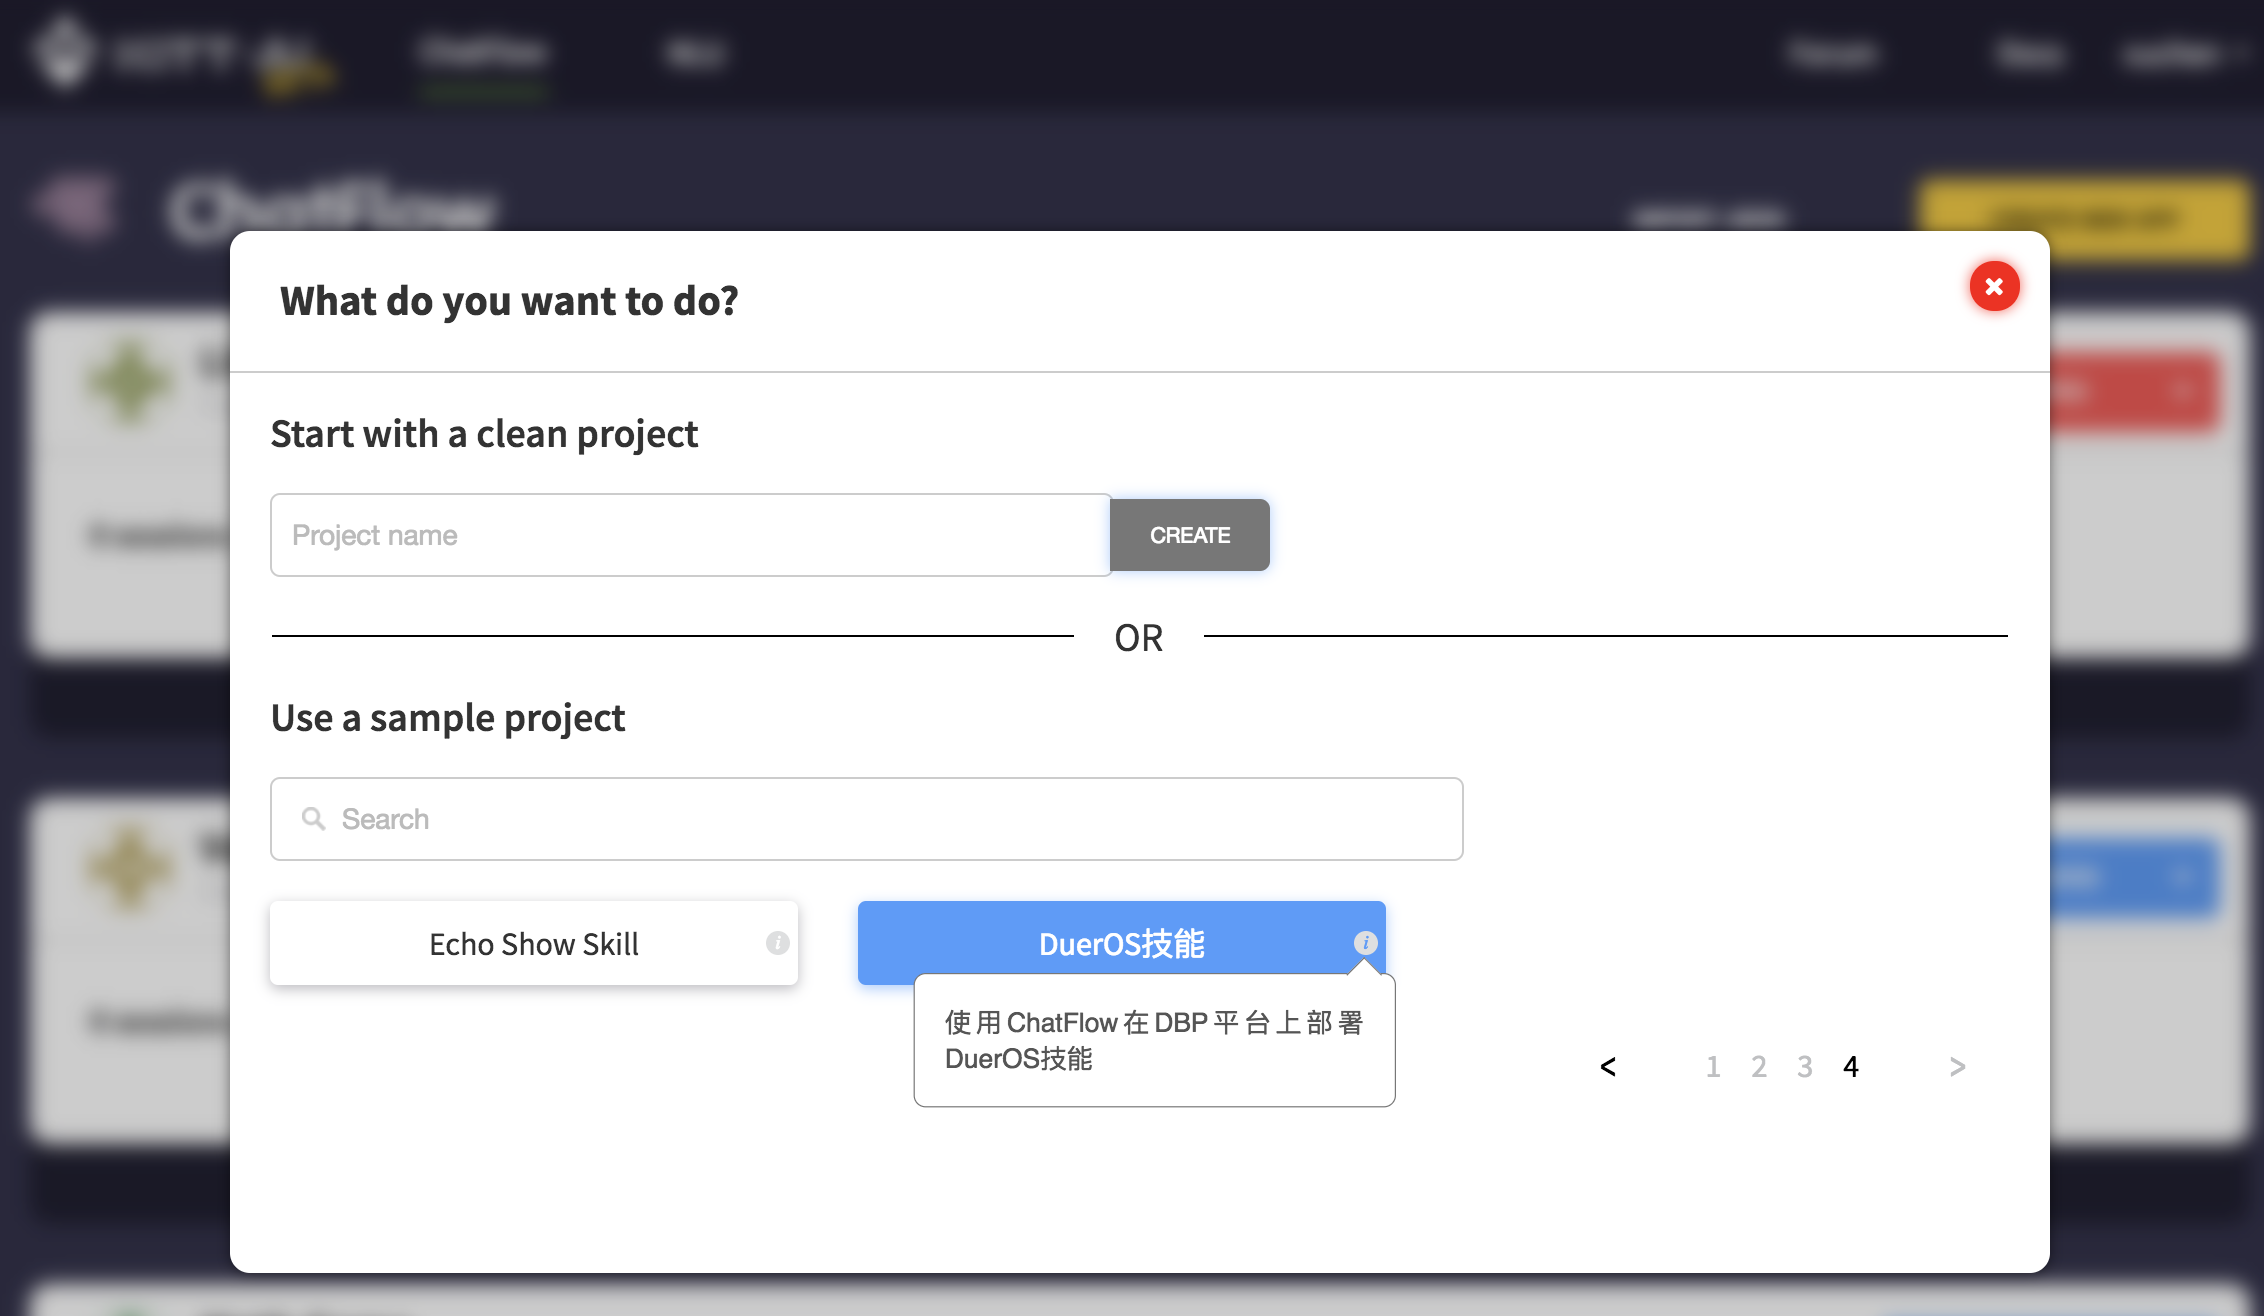 ChatFlow
What do you want to do?
Start with a clean project
Project name
CREATE
OR
Use a sample project
Search
Echo Show Skill
DuerOS技能
使用ChatFlow在DBP平台上部署
DuerOS技能
< 1 2 3 4 >